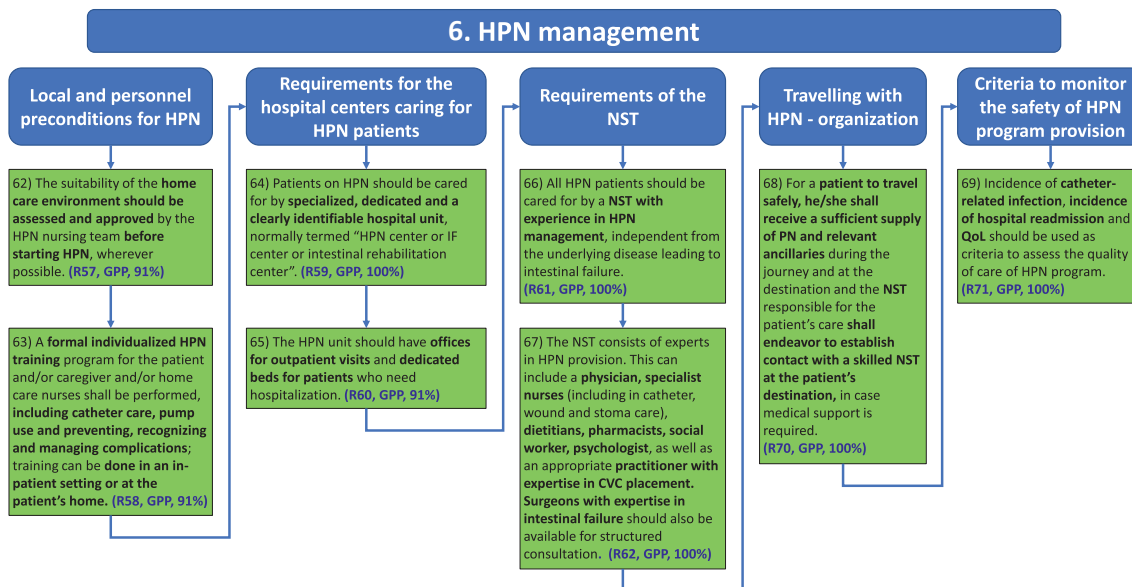 6. HPN management
Local and personnel
preconditions for HPN
62) The suitability of the home
care environment should be
assessed and approved by the
HPN nursing team before
starting HPN, wherever
possible. (R57, GPP, 91%)
63) A formal individualized HPN
training program for the patient
and/or caregiver and/or home
care nurses shall be performed,
including catheter care, pump
use and preventing, recognizing
and managing complications;
training can be done in an in-
patient setting or at the
patient's home. (R58, GPP, 91%)
Requirements for the
hospital centers caring for
HPN patients
64) Patients on HPN should be cared
for by specialized, dedicated and a
clearly identifiable hospital unit,
normally termed “HPN center or IF
center or intestinal rehabilitation
center”. (R59, GPP, 100%)
65) The HPN unit should have offices
for outpatient visits and dedicated
beds for patients who need
hospitalization. (R60, GPP, 91%)
Requirements of the
NST
66) All HPN patients should be
cared for by a NST with
experience in HPN
management, independent from
the underlying disease leading to
intestinal failure.
(R61, GPP, 100%)
67) The NST consists of experts
in HPN provision. This can
include a physician, specialist
nurses (including in catheter,
wound and stoma care),
dietitians, pharmacists, social
worker, psychologist, as well as
an appropriate practitioner with
expertise in CVC placement.
Surgeons with expertise in
intestinal failure should also be
available for structured
consultation. (R62, GPP, 100%)
Travelling with
HPN - organization
68) For a patient to travel
safely, he/she shall
receive a sufficient supply
of PN and relevant
ancillaries during the
journey and at the
destination and the NST
responsible for the
patient's care shall
endeavor to establish
contact with a skilled NST
at the patient's
destination, in case
medical support is
required.
(R70, GPP, 100%)
Criteria to monitor
the safety of HPN
program provision
69) Incidence of catheter-
related infection, incidence
of hospital readmission and
QoL should be used as
criteria to assess the quality
of care of HPN program.
(R71, GPP, 100%)